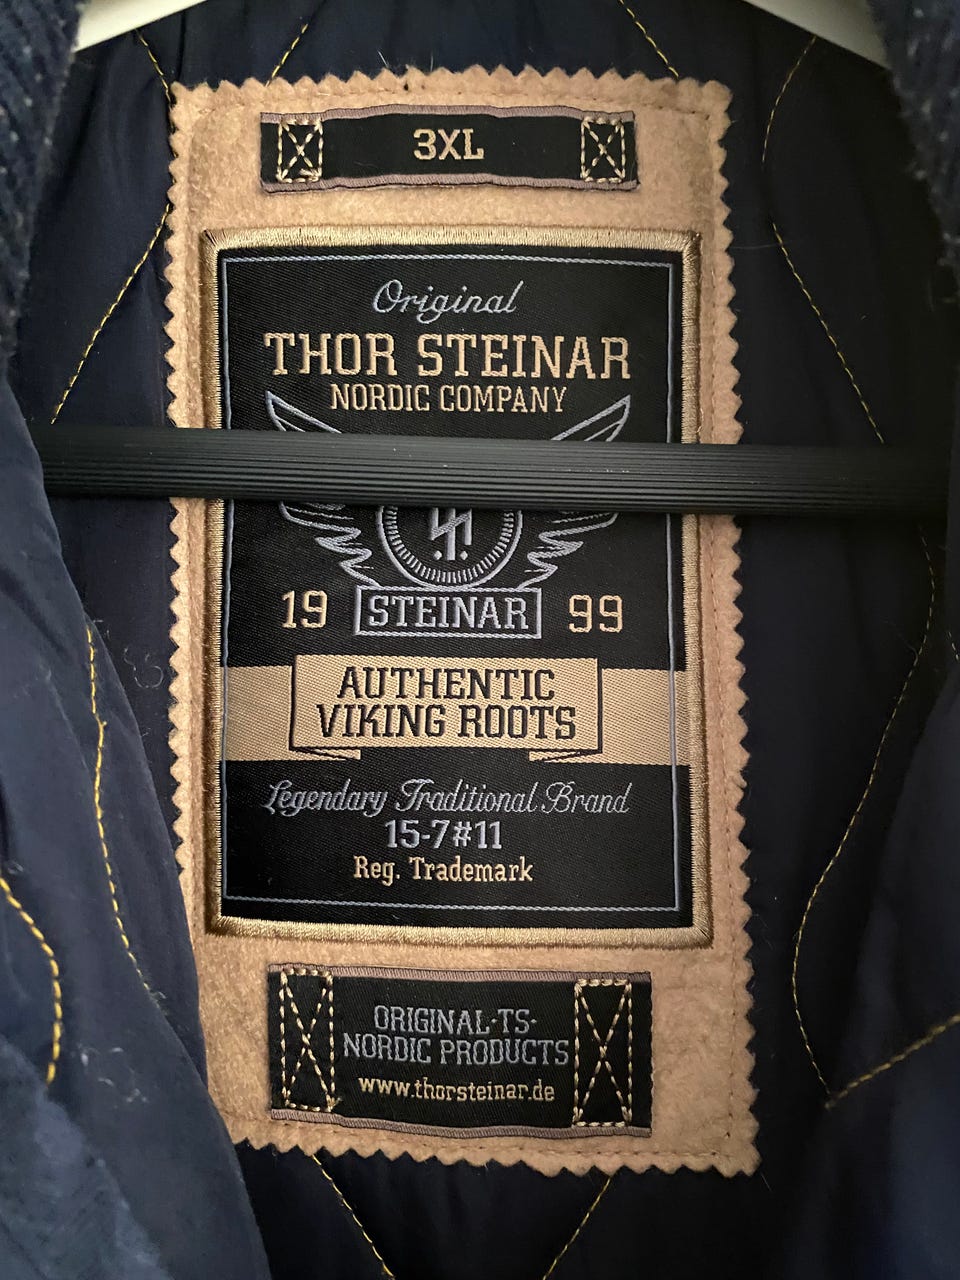 3XL
Original
THOR STEINAR
NORDIC COMPANY
19 STEINAR 99
AUTHENTIC
VIKING ROOTS
Legendary Traditional Brand
15-7#11
Reg. Trademark
ORIGINAL·TS·
NORDIC PRODUCTS
www.thorsteinar.de